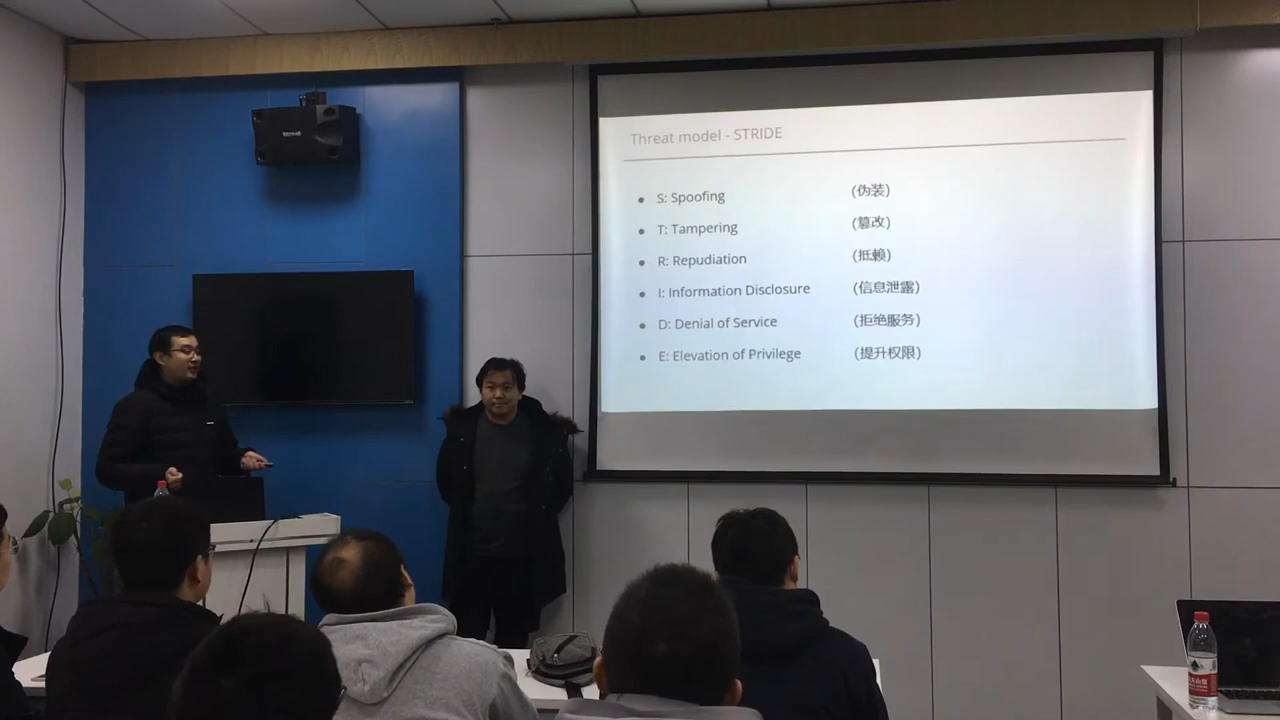 Threat model - STRIDE
● S: Spoofing (伪装)
● T: Tampering (篡改)
● R: Repudiation (抵赖)
● I: Information Disclosure (信息泄露)
● D: Denial of Service (拒绝服务)
● E: Elevation of Privilege (提升权限)